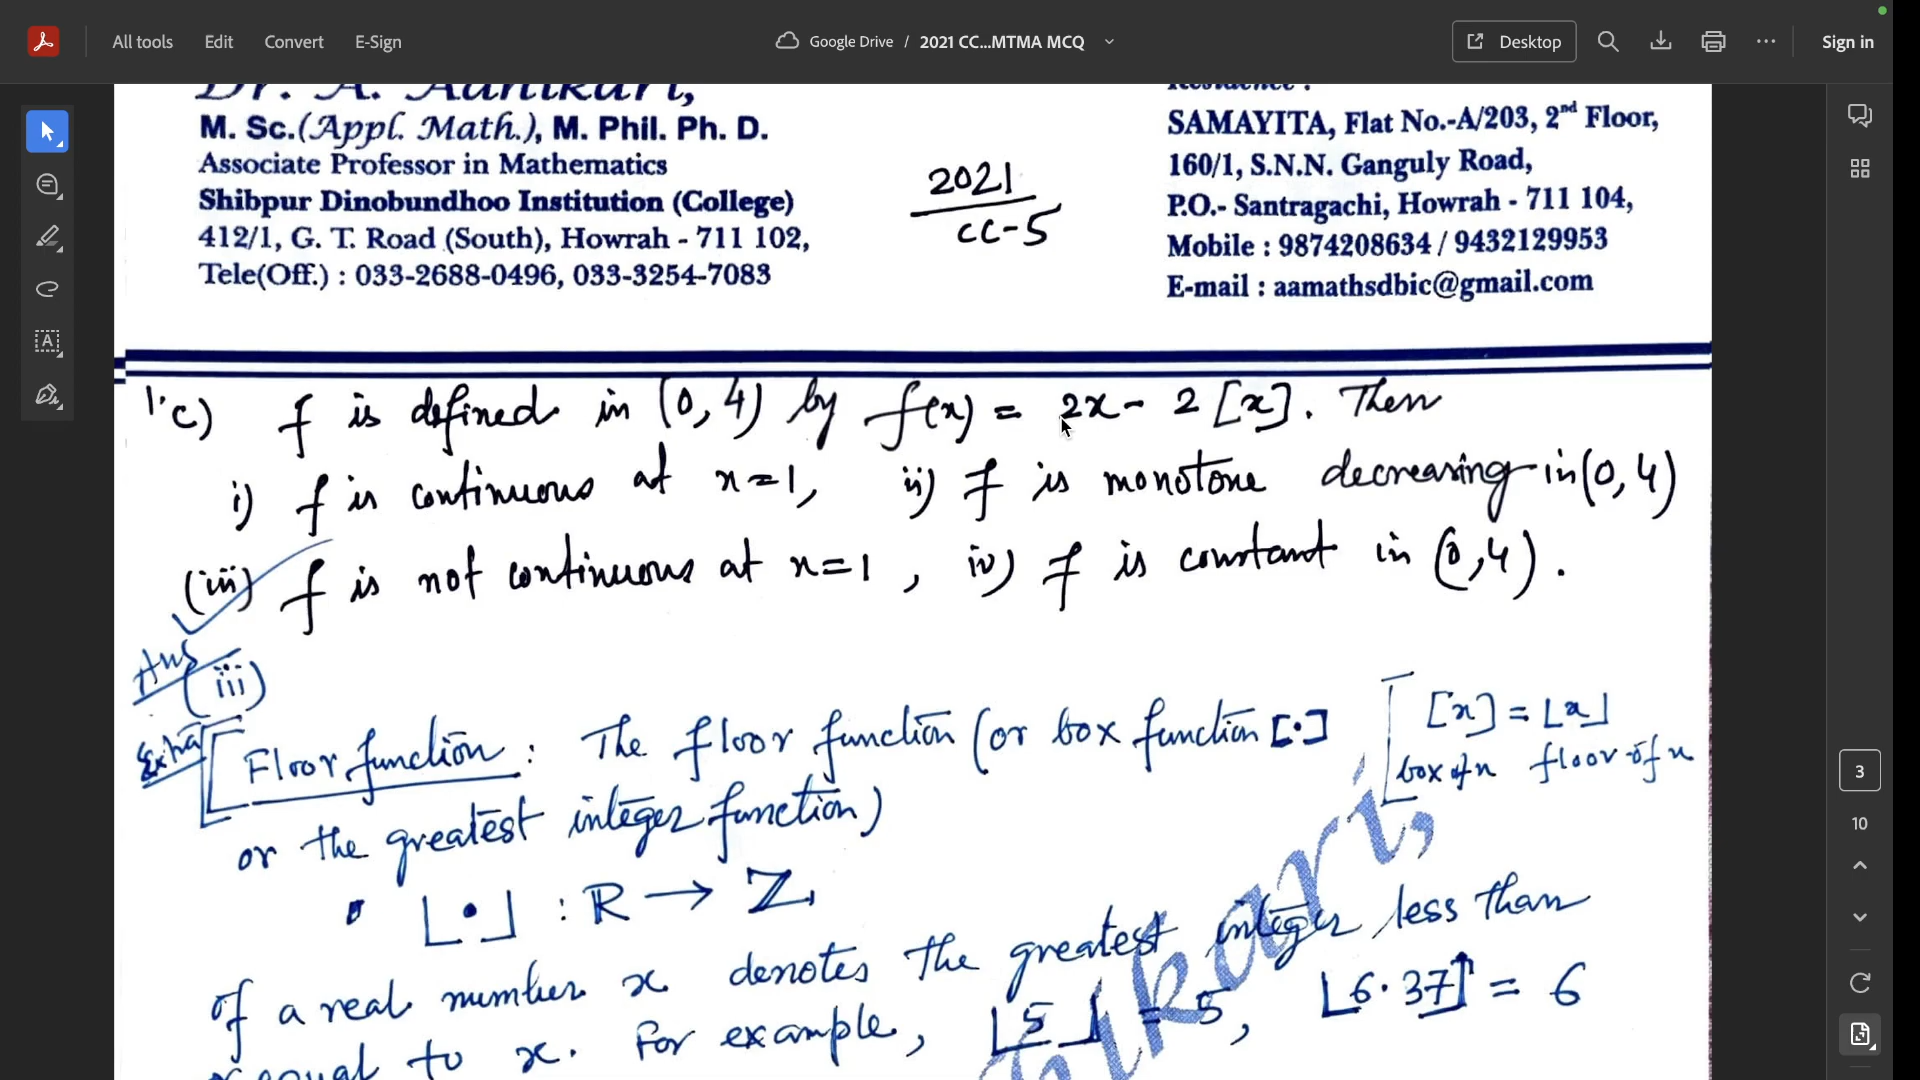 All tools Edit Convert E-Sign Google Drive / 2021 CC...MTMA MCQ Desktop Sign in
Dr. A. Adhikari, Residence :
M. Sc.(Appl. Math.), M. Phil. Ph. D. SAMAYITA, Flat No.-A/203, 2nd Floor,
Associate Professor in Mathematics 160/1, S.N.N. Ganguly Road,
Shibpur Dinobundhoo Institution (College) P.O.- Santragachi, Howrah - 711 104,
412/1, G. T. Road (South), Howrah - 711 102, Mobile : 9874208634 / 9432129953
Tele(Off.) : 033-2688-0496, 033-3254-7083 E-mail : aamathsdbic@gmail.com
2021
CC-5
1.c) f is defined in (0, 4) by f(x) = 2x - 2 [x]. Then
i) f is continuous at x=1, ii) f is monotone decreasing in (0, 4)
(iii) f is not continuous at x=1, iv) f is constant in (0, 4).
Ans (iii)
Extra [Floor function : The floor function (or box function [•]
[x] = ⌊x⌋
box of x floor of x
or the greatest integer function)
⌊•⌋ : ℝ → ℤ
of a real number x denotes the greatest integer less than
or equal to x. For example, ⌊5⌋ = 5, ⌊6.37⌋ = 6
3
10